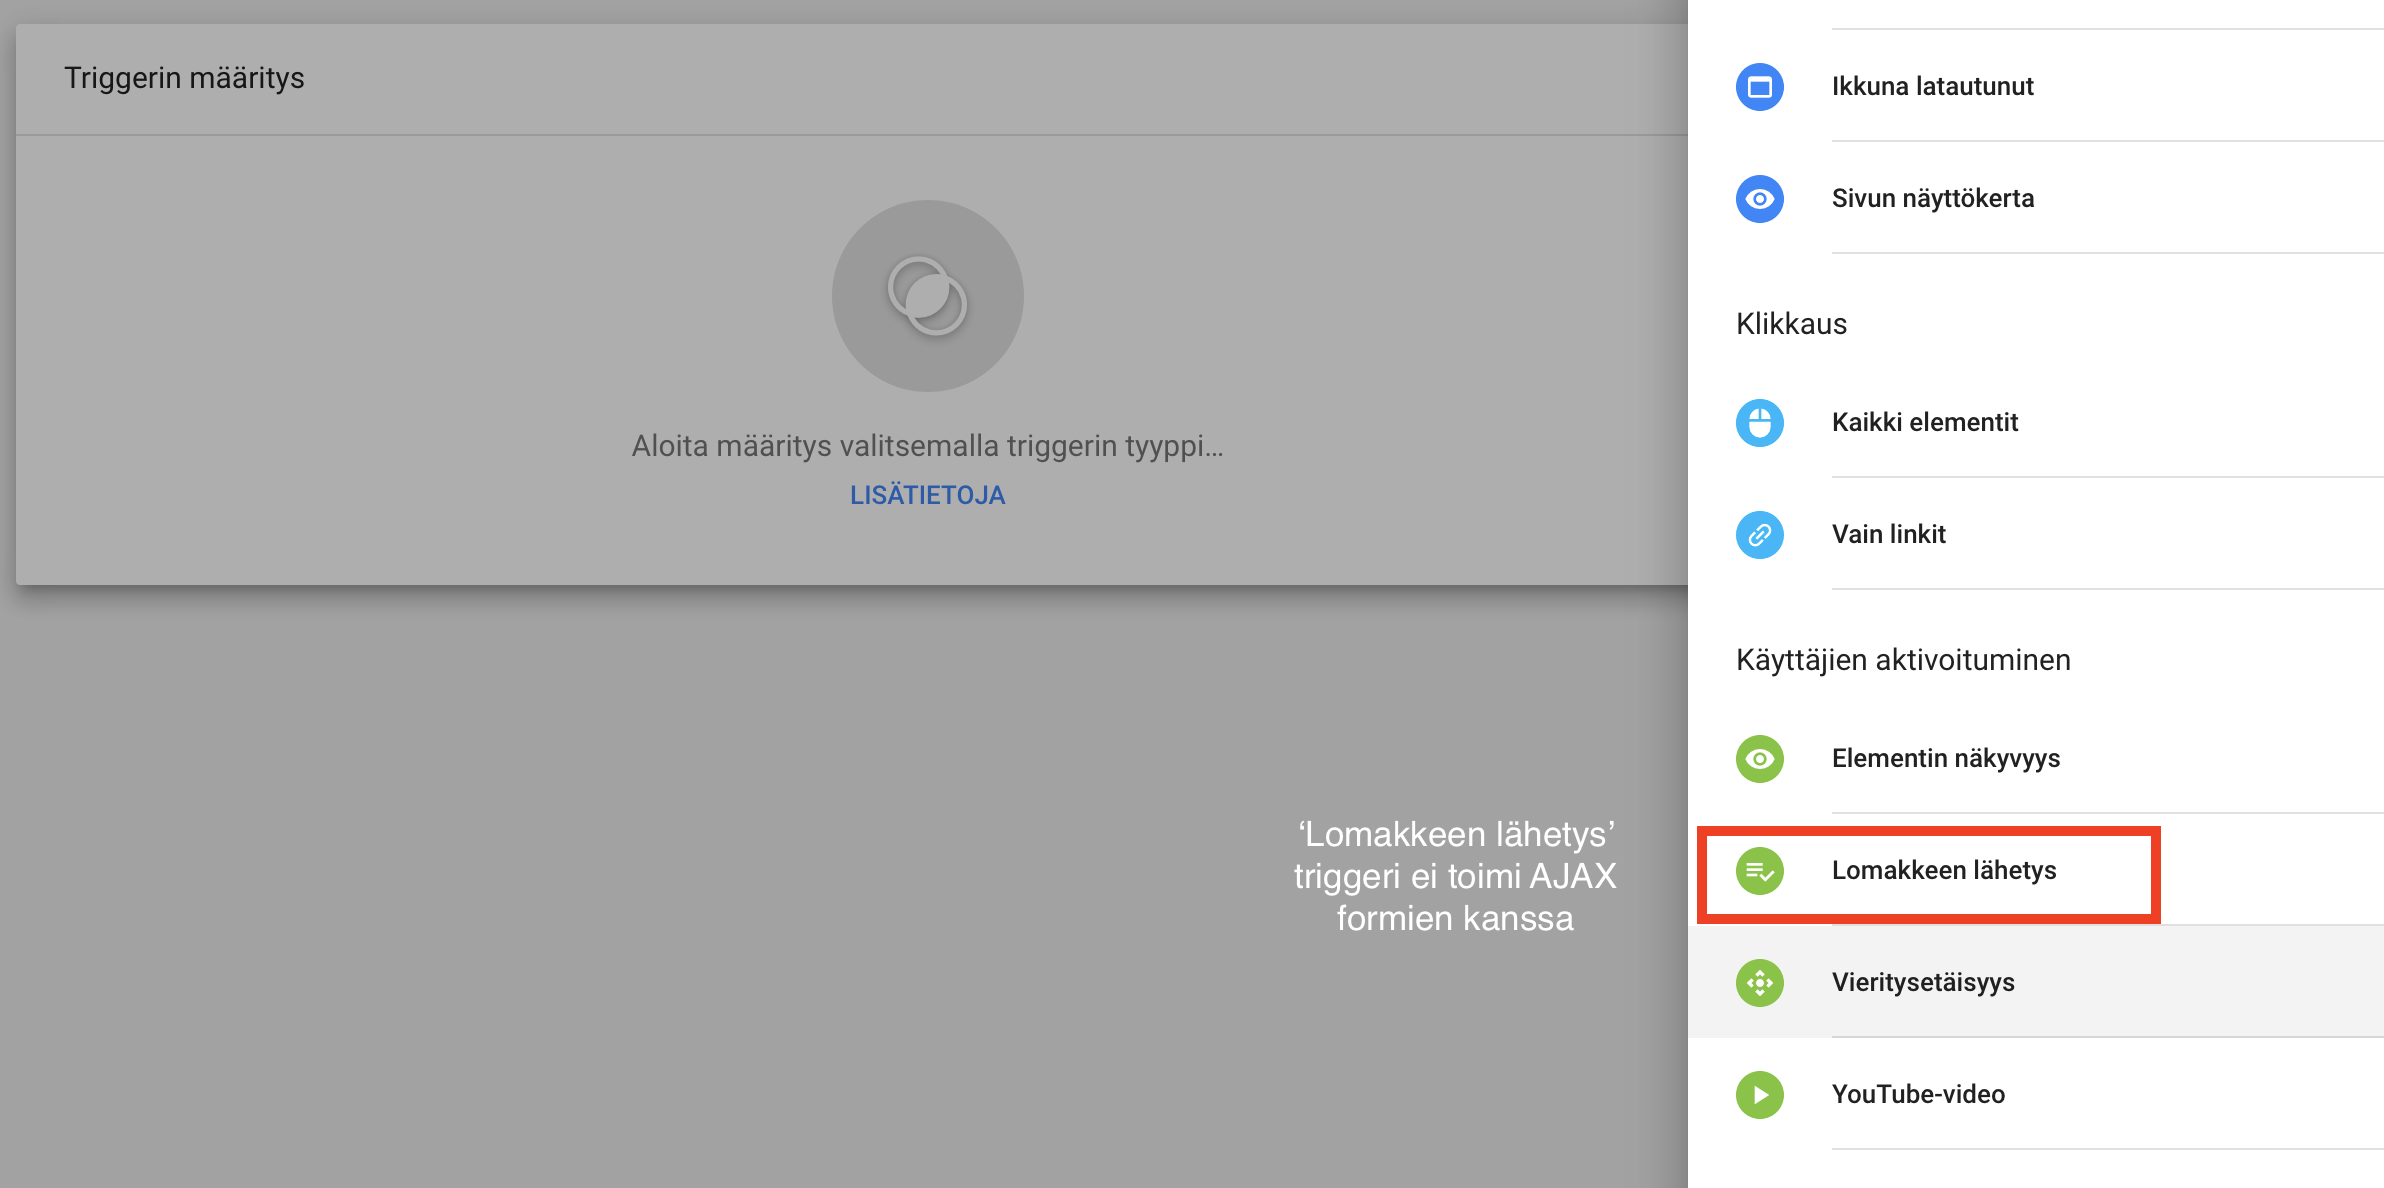 Triggerin määritys
Aloita määritys valitsemalla triggerin tyyppi...
LISÄTIETOJA
‘Lomakkeen lähetys’
triggeri ei toimi AJAX
formien kanssa
Ikkuna latautunut
Sivun näyttökerta
Klikkaus
Kaikki elementit
Vain linkit
Käyttäjien aktivoituminen
Elementin näkyvyys
Lomakkeen lähetys
Vieritysetäisyys
YouTube-video